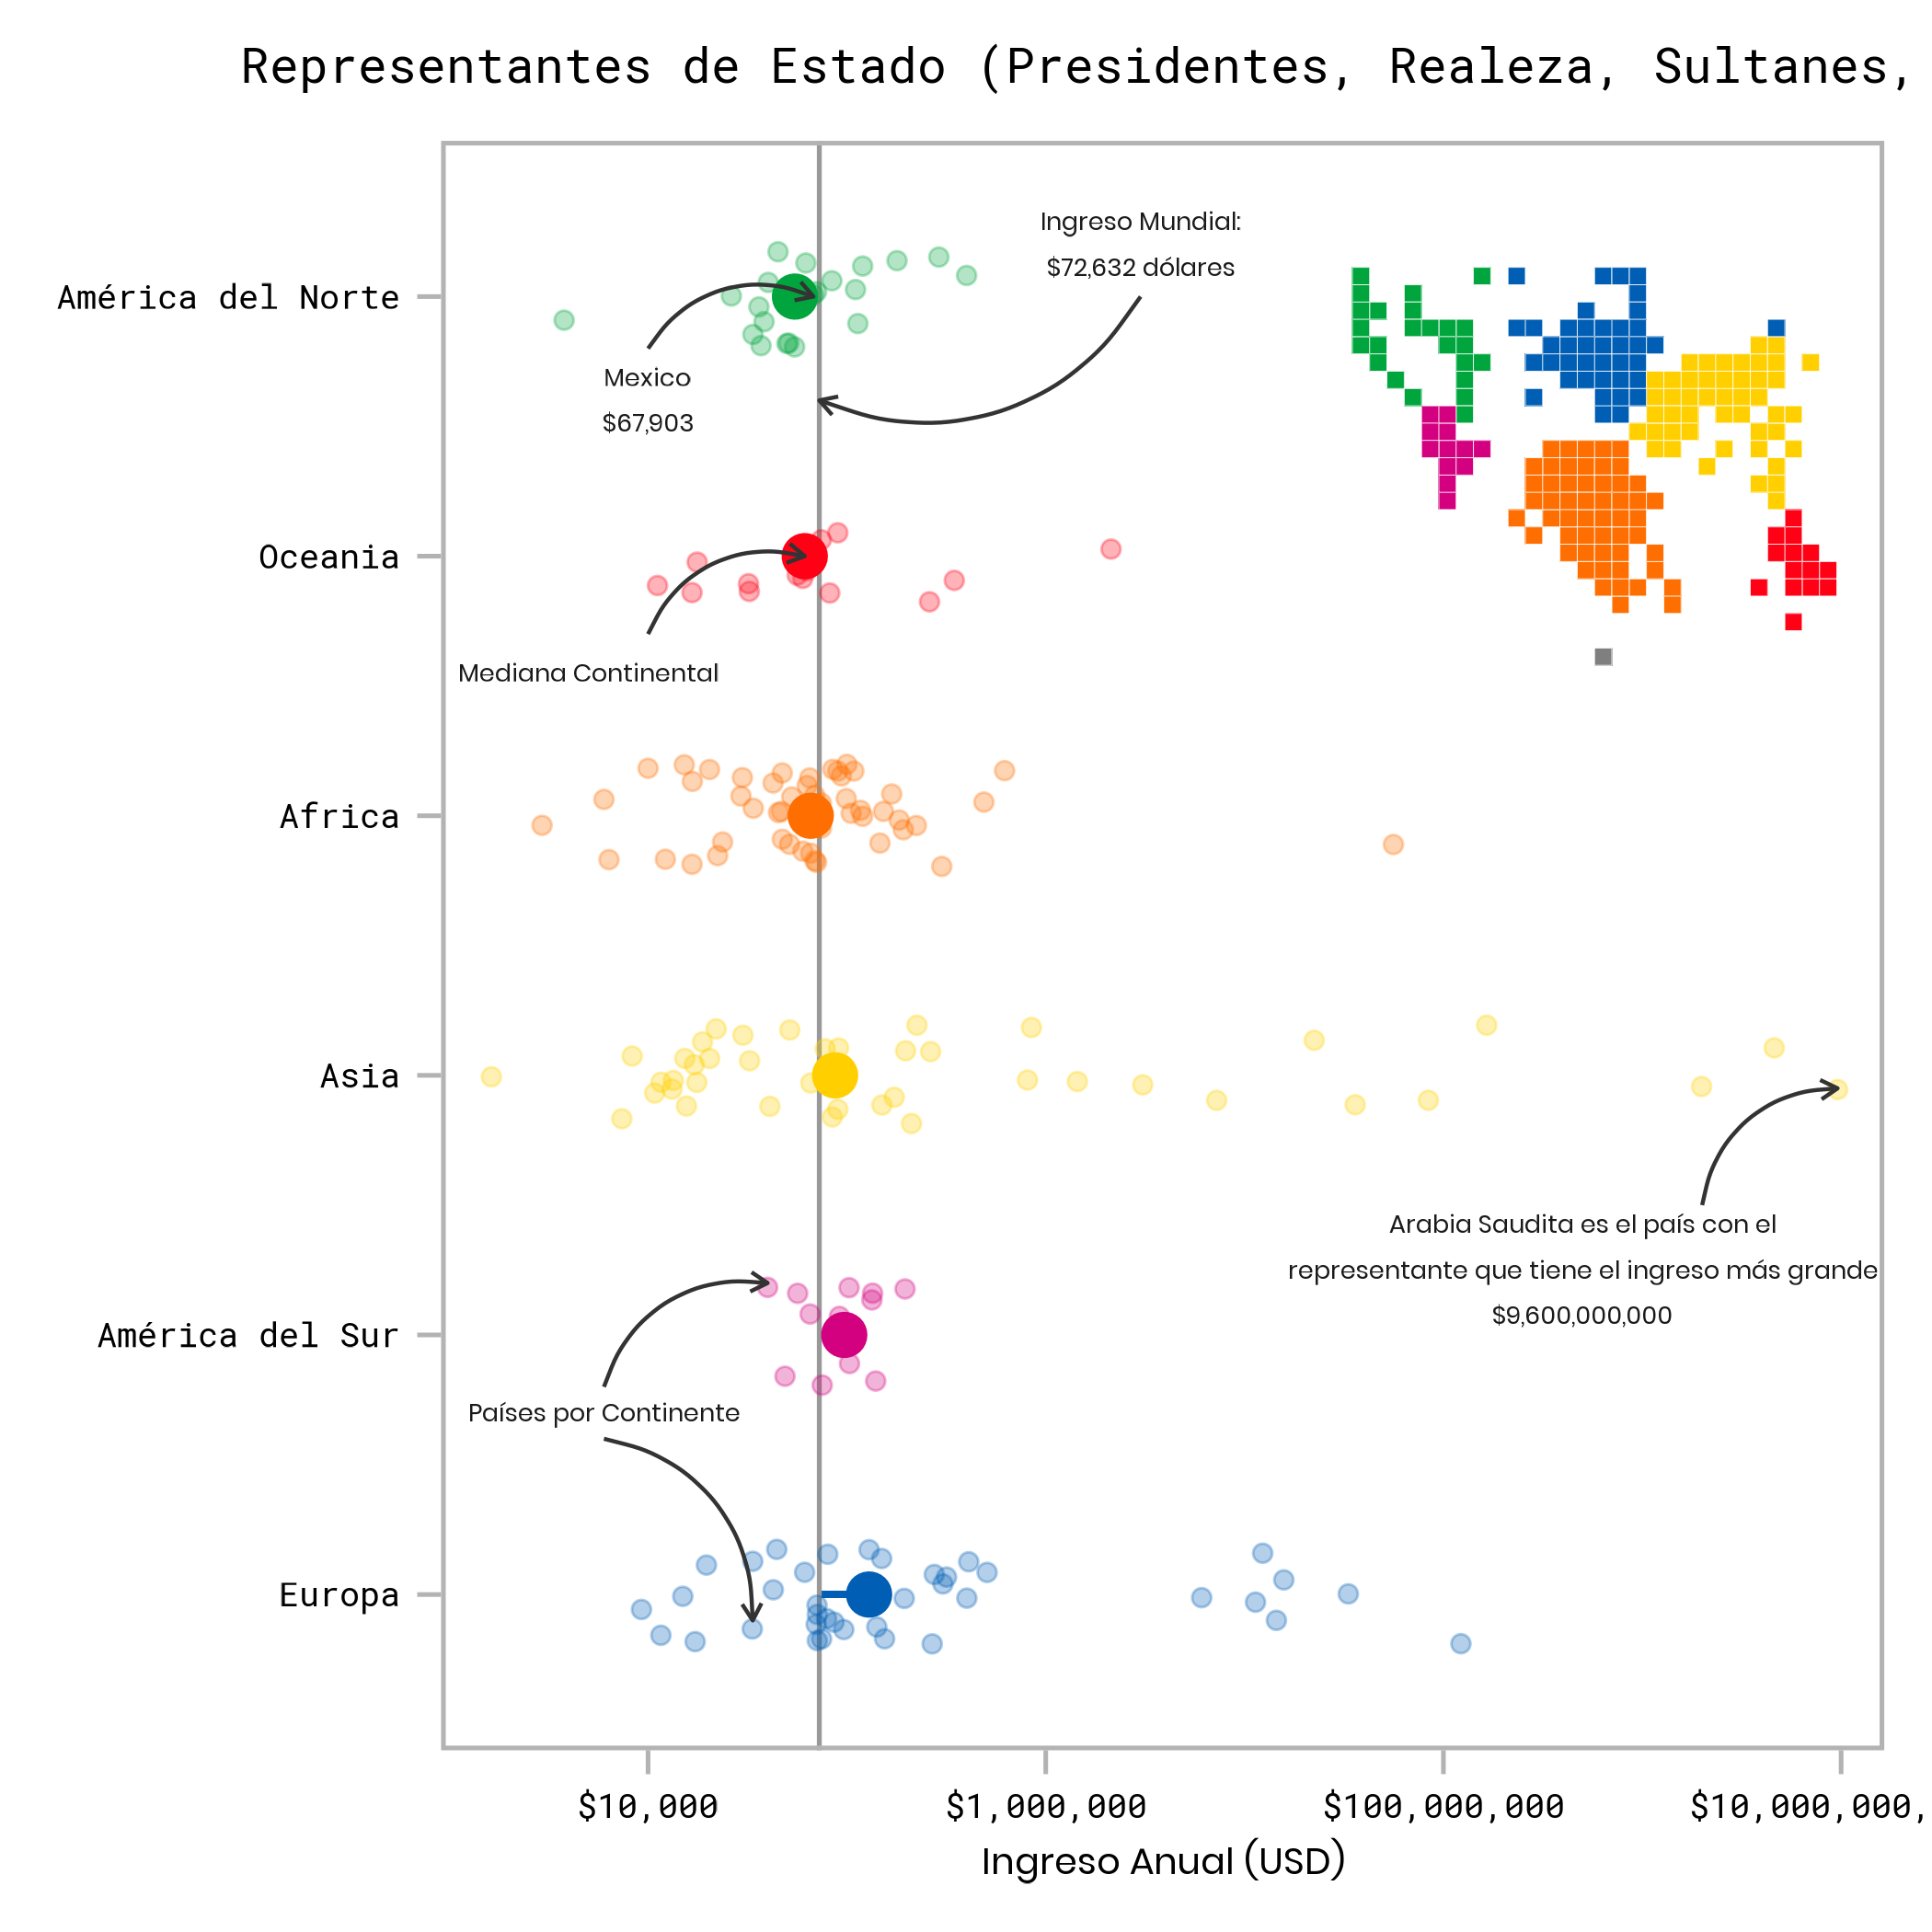 Representantes de Estado (Presidentes, Realeza, Sultanes,
Ingreso Mundial:
$72,632 dólares
América del Norte
Mexico
$67,903
Oceania
Mediana Continental
Africa
Asia
Arabia Saudita es el país con el
representante que tiene el ingreso más grande
$9,600,000,000
América del Sur
Países por Continente
Europa
$10,000
$1,000,000
$100,000,000
$10,000,000,
Ingreso Anual (USD)